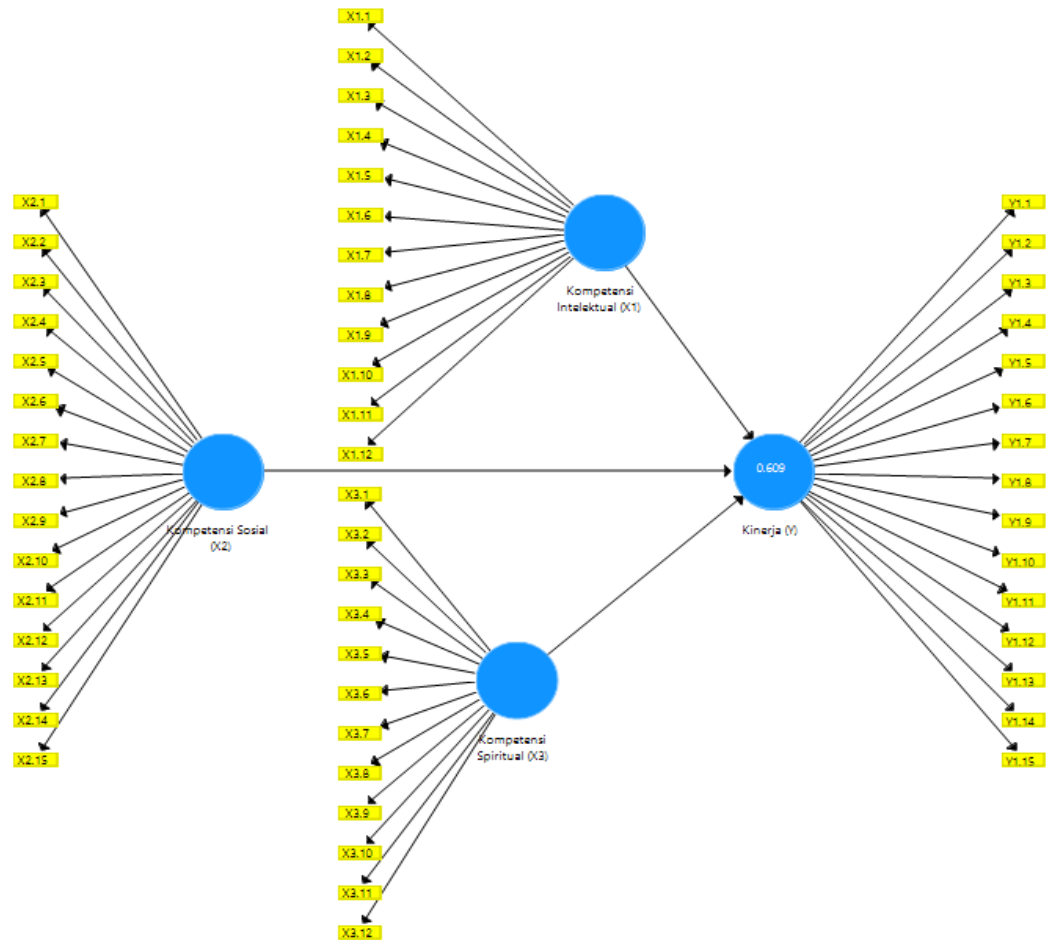 X1.1
X1.2
X1.3
X1.4
X1.5
X1.6
X1.7
X1.8
X1.9
X1.10
X1.11
X1.12
Kompetensi
Intelektual (X1)
X2.1
X2.2
X2.3
X2.4
X2.5
X2.6
X2.7
X2.8
X2.9
X2.10
X2.11
X2.12
X2.13
X2.14
X2.15
Kompetensi Sosial
(X2)
X3.1
X3.2
X3.3
X3.4
X3.5
X3.6
X3.7
X3.8
X3.9
X3.10
X3.11
X3.12
Kompetensi
Spiritual (X3)
0.609
Kinerja (Y)
Y1.1
Y1.2
Y1.3
Y1.4
Y1.5
Y1.6
Y1.7
Y1.8
Y1.9
Y1.10
Y1.11
Y1.12
Y1.13
Y1.14
Y1.15